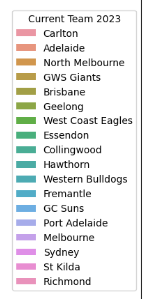 Current Team 2023
Carlton
Adelaide
North Melbourne
GWS Giants
Brisbane
Geelong
West Coast Eagles
Essendon
Collingwood
Hawthorn
Western Bulldogs
Fremantle
GC Suns
Port Adelaide
Melbourne
Sydney
St Kilda
Richmond